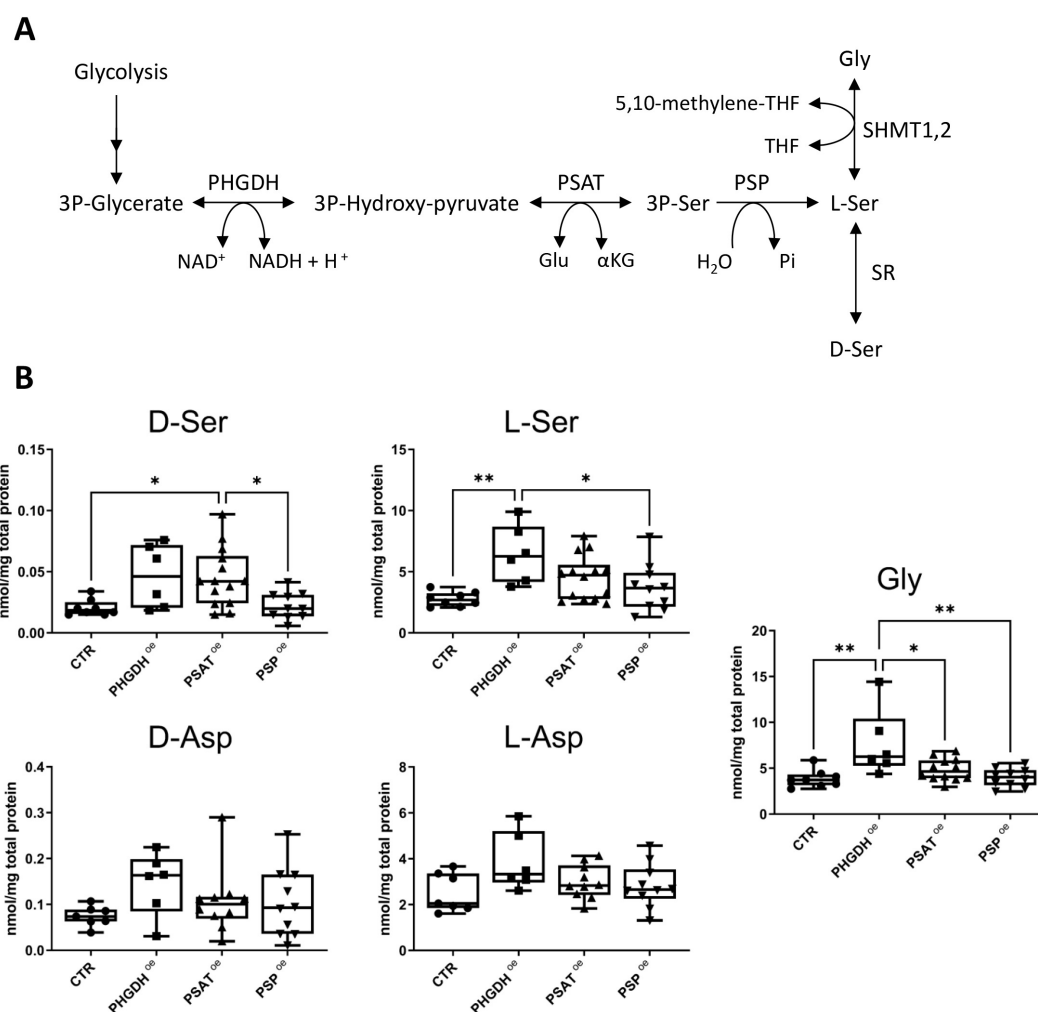 A
Glycolysis
Gly
5,10-methylene-THF
SHMT1,2
THF
PHGDH
PSAT
PSP
3P-Glycerate
3P-Hydroxy-pyruvate
3P-Ser
L-Ser
NAD+
NADH + H +
Glu
αKG
H2O
Pi
SR
D-Ser
B
D-Ser
nmol/mg total protein
0.15
0.10
0.05
0.00
*
*
CTR
PHGDH oe
PSAT oe
PSP oe
L-Ser
nmol/mg total protein
15
10
5
0
**
*
CTR
PHGDH oe
PSAT oe
PSP oe
Gly
nmol/mg total protein
20
15
10
5
0
**
**
*
CTR
PHGDH oe
PSAT oe
PSP oe
D-Asp
nmol/mg total protein
0.4
0.3
0.2
0.1
0.0
CTR
PHGDH oe
PSAT oe
PSP oe
L-Asp
nmol/mg total protein
8
6
4
2
0
CTR
PHGDH oe
PSAT oe
PSP oe